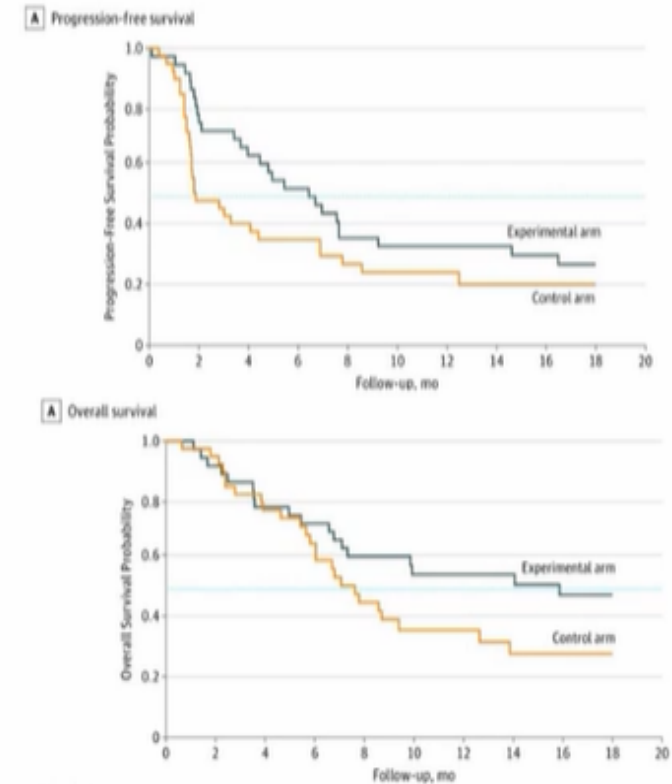 A Progression-free survival
Progression-Free Survival Probability
1.0
0.8
0.6
0.4
0.2
0
Experimental arm
Control arm
0 2 4 6 8 10 12 14 16 18 20
Follow-up, mo
A Overall survival
Overall Survival Probability
1.0
0.8
0.6
0.4
0.2
0
Experimental arm
Control arm
0 2 4 6 8 10 12 14 16 18 20
Follow-up, mo